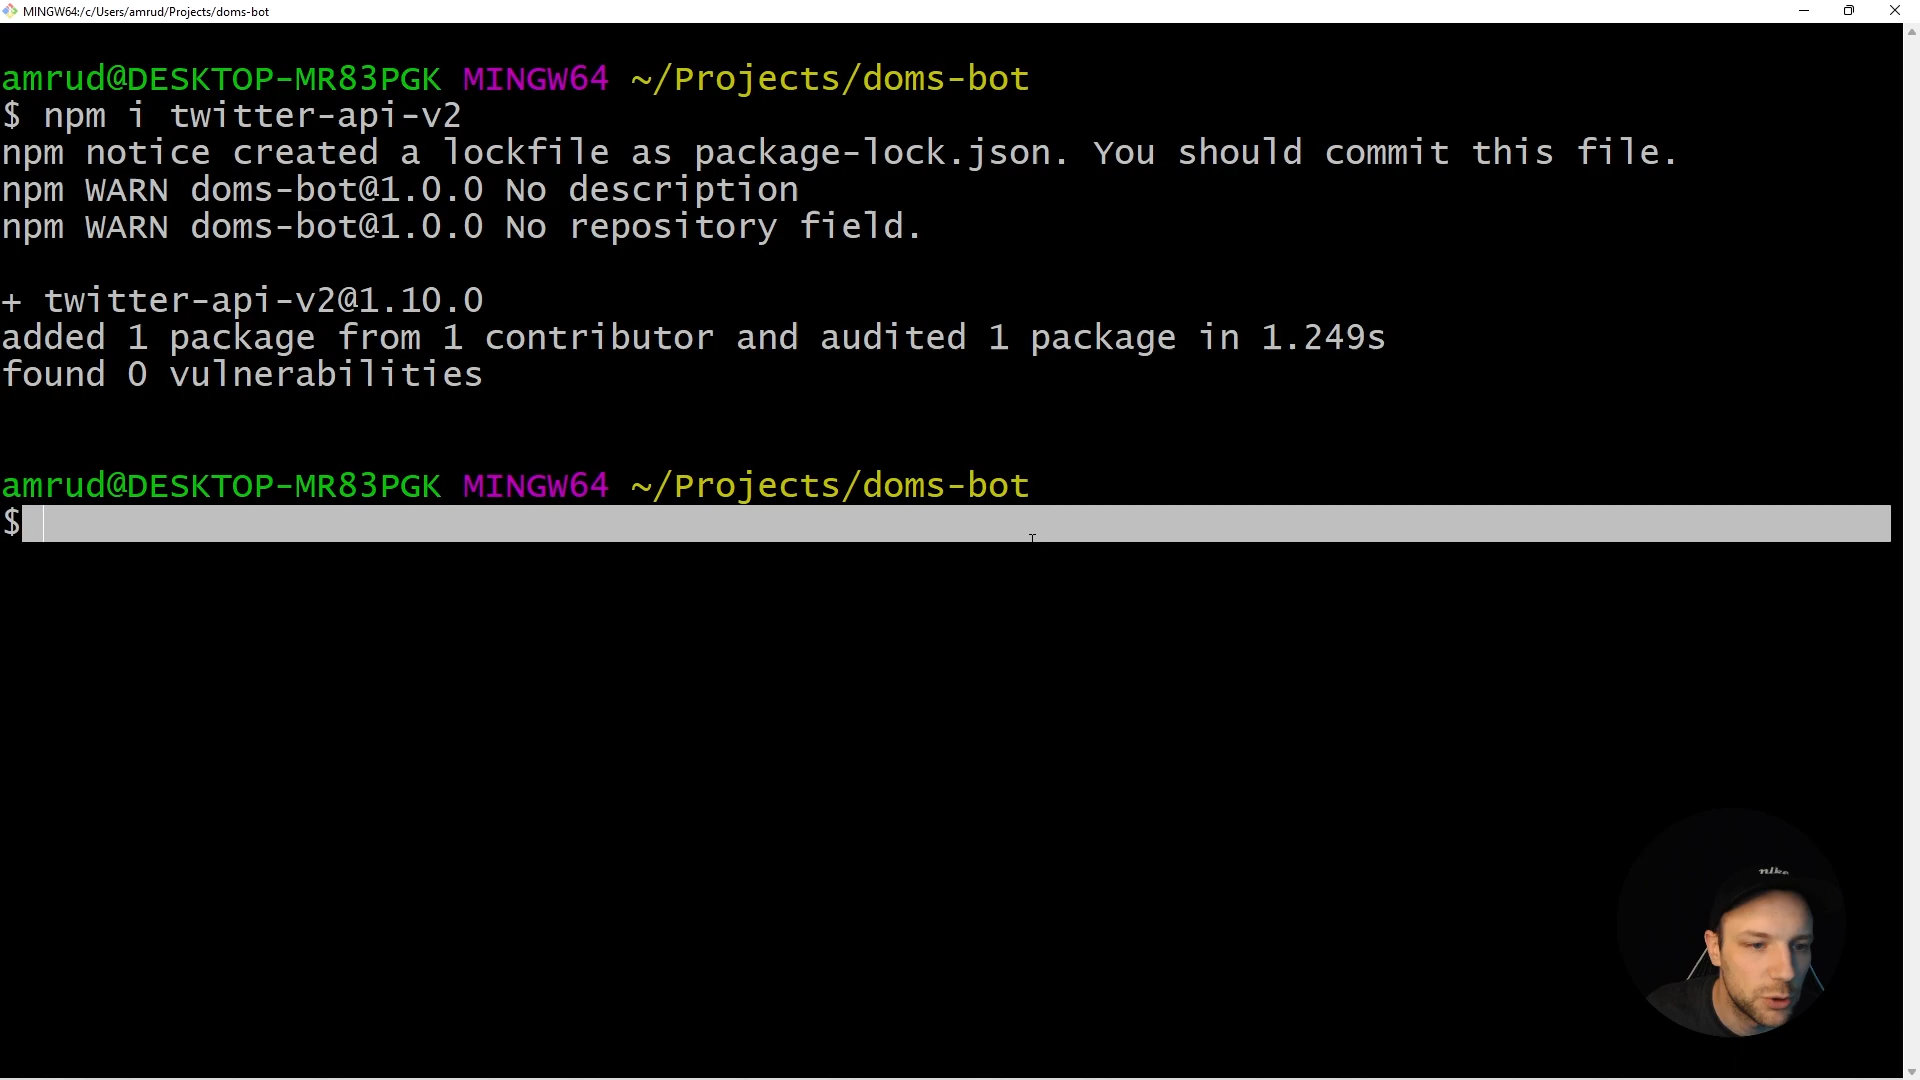 MINGW64:/c/Users/amrud/Projects/doms-bot
amrud@DESKTOP-MR83PGK MINGW64 ~/Projects/doms-bot
$ npm i twitter-api-v2
npm notice created a lockfile as package-lock.json. You should commit this file.
npm WARN doms-bot@1.0.0 No description
npm WARN doms-bot@1.0.0 No repository field.
+ twitter-api-v2@1.10.0
added 1 package from 1 contributor and audited 1 package in 1.249s
found 0 vulnerabilities
amrud@DESKTOP-MR83PGK MINGW64 ~/Projects/doms-bot
$